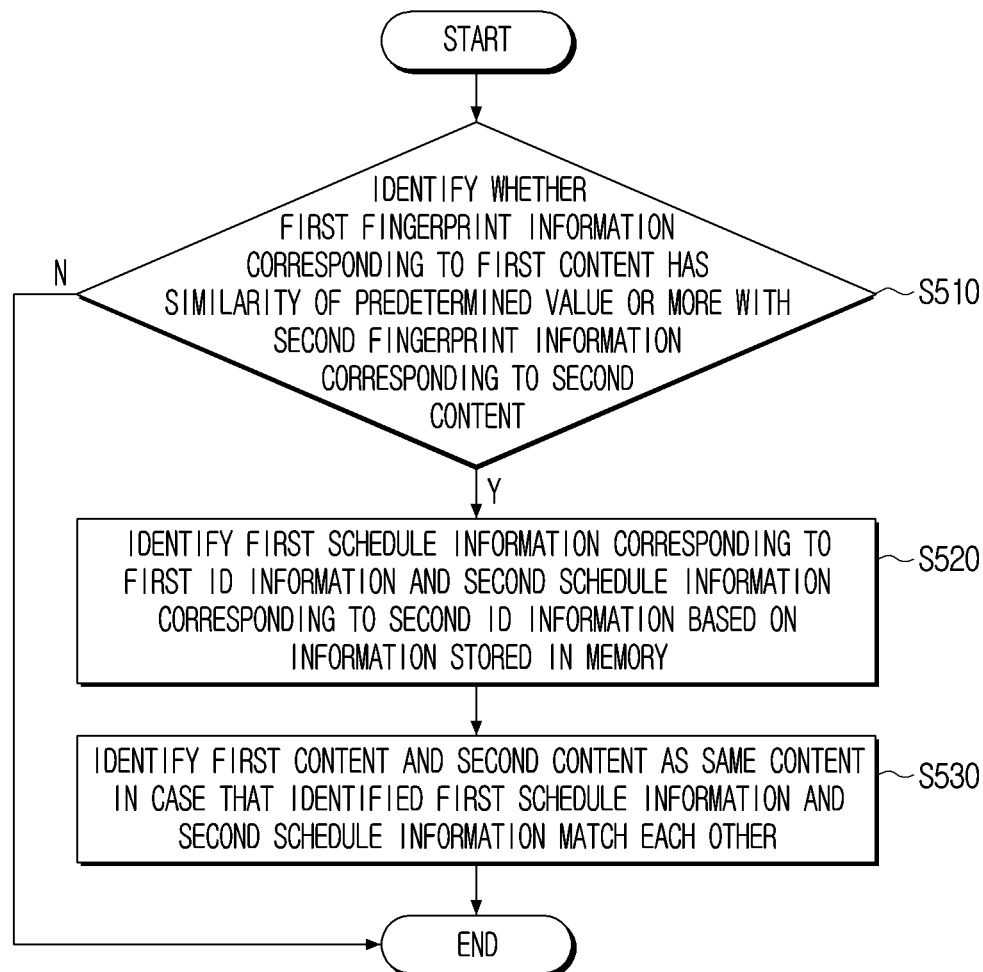 START
IDENTIFY WHETHER
FIRST FINGERPRINT INFORMATION
CORRESPONDING TO FIRST CONTENT HAS
SIMILARITY OF PREDETERMINED VALUE OR MORE WITH
SECOND FINGERPRINT INFORMATION
CORRESPONDING TO SECOND
CONTENT
N
S510
Y
IDENTIFY FIRST SCHEDULE INFORMATION CORRESPONDING TO
FIRST ID INFORMATION AND SECOND SCHEDULE INFORMATION
CORRESPONDING TO SECOND ID INFORMATION BASED ON
INFORMATION STORED IN MEMORY
S520
IDENTIFY FIRST CONTENT AND SECOND CONTENT AS SAME CONTENT
IN CASE THAT IDENTIFIED FIRST SCHEDULE INFORMATION AND
SECOND SCHEDULE INFORMATION MATCH EACH OTHER
S530
END